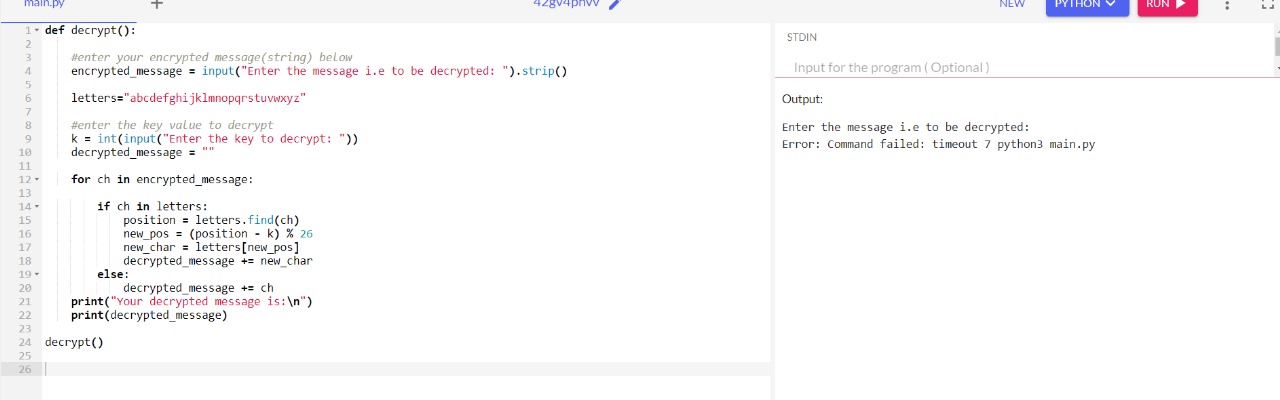 main.py + 42gv4phvv NEW PYTHON RUN
1 def decrypt():
2
3 #enter your encrypted message(string) below
4 encrypted_message = input("Enter the message i.e to be decrypted: ").strip()
5
6 letters="abcdefghijklmnopqrstuvwxyz"
7
8 #enter the key value to decrypt
9 k = int(input("Enter the key to decrypt: "))
10 decrypted_message = ""
11
12 for ch in encrypted_message:
13
14 if ch in letters:
15 position = letters.find(ch)
16 new_pos = (position - k) % 26
17 new_char = letters[new_pos]
18 decrypted_message += new_char
19 else:
20 decrypted_message += ch
21 print("Your decrypted message is:\n")
22 print(decrypted_message)
23
24 decrypt()
25
26
STDIN
Input for the program ( Optional )
Output:
Enter the message i.e to be decrypted:
Error: Command failed: timeout 7 python3 main.py